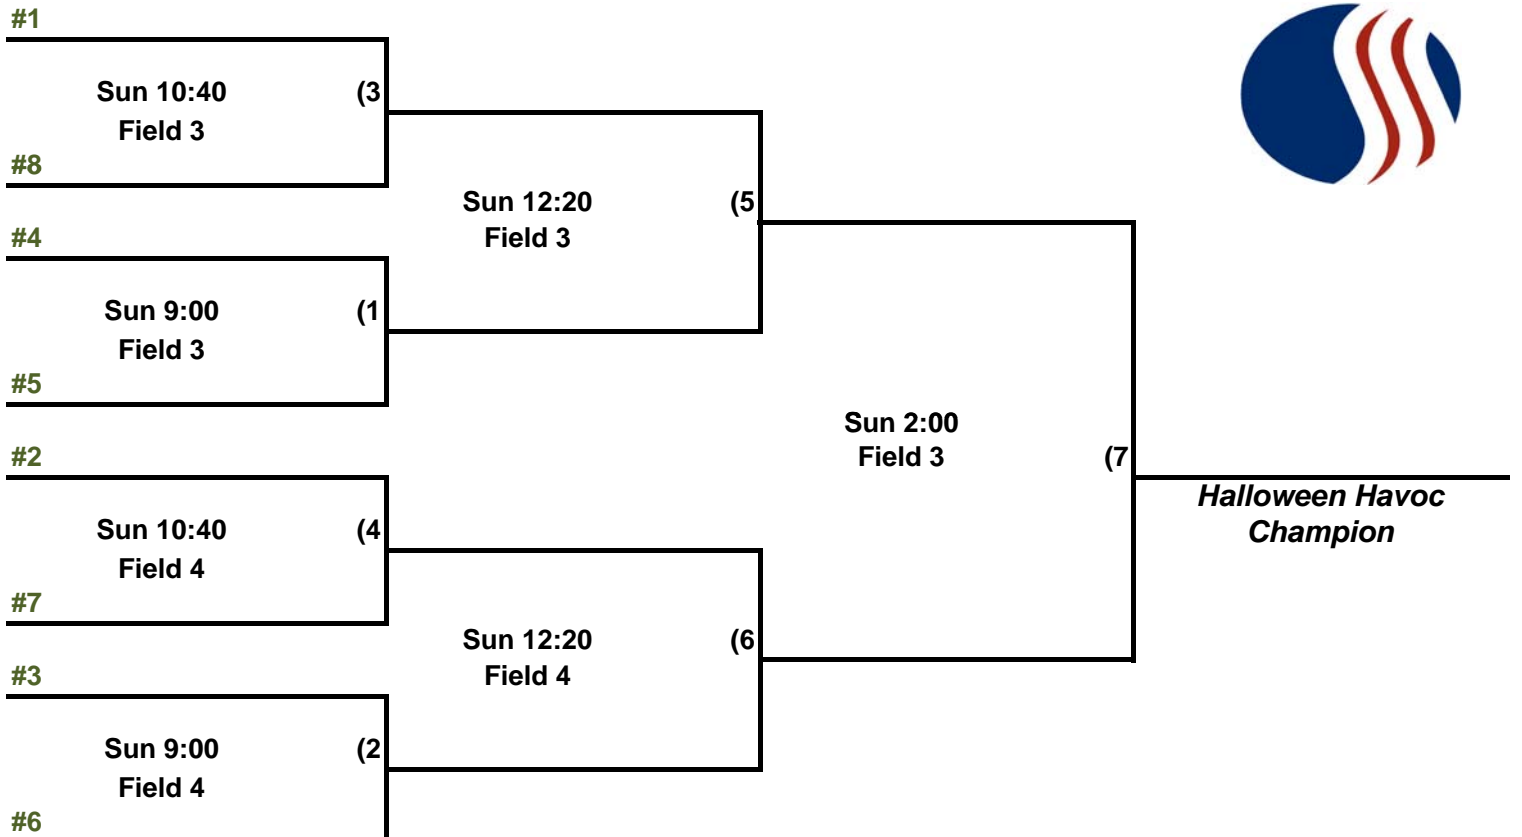 #1
Sun 10:40 (3
Field 3
#8
Sun 12:20 (5
Field 3
#4
Sun 9:00 (1
Field 3
#5
Sun 2:00
Field 3 (7
#2
Halloween Havoc
Champion
Sun 10:40 (4
Field 4
#7
Sun 12:20 (6
Field 4
#3
Sun 9:00 (2
Field 4
#6